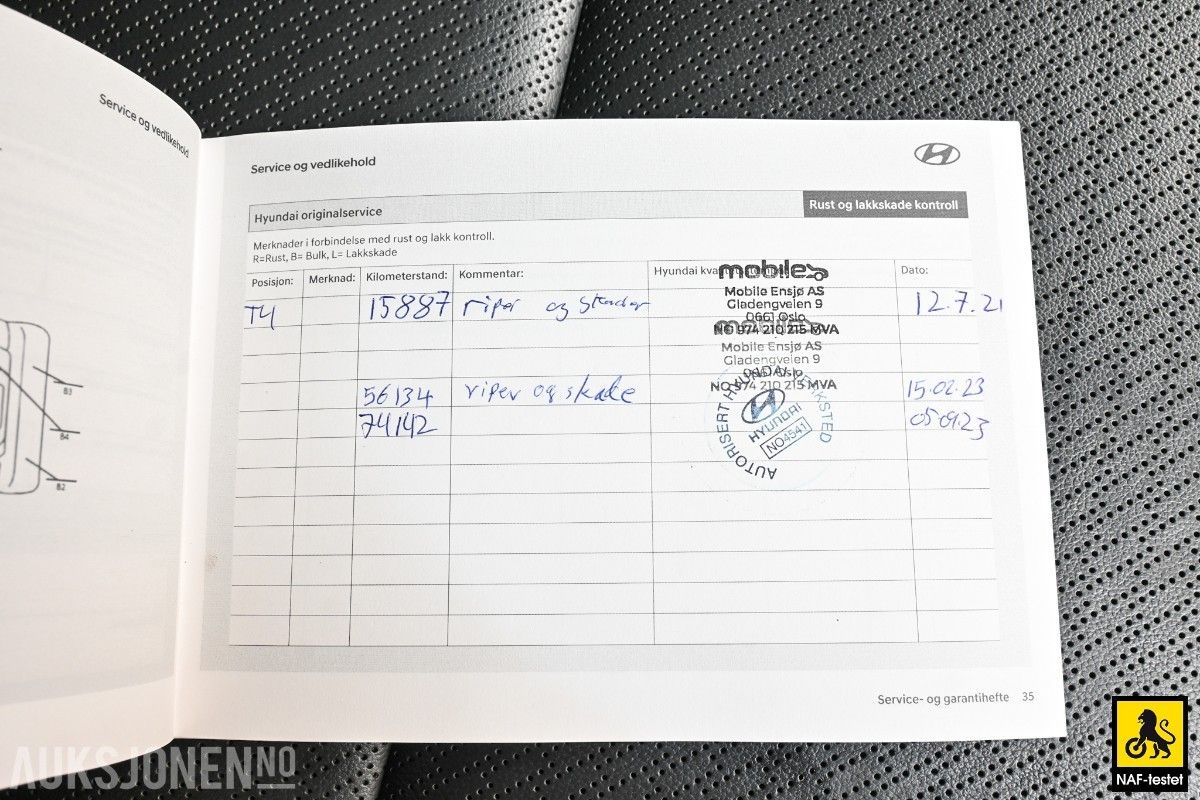 Service og vedlikehold
B3
B4
B2
Service og vedlikehold
Hyundai originalservice Rust og lakkskade kontroll
Merknader i forbindelse med rust og lakk kontroll.
R=Rust, B= Bulk, L= Lakkskade
Posisjon: Merknad: Kilometerstand: Kommentar: Hyundai Dato:
mobile
Mobile Ensjø AS
Gladengveien 9
0661 Oslo
NO 974 210 215 MVA
T4 15887 riper og skader 12.7.21
Mobile Ensjø AS
Gladengveien 9
Oslo
NO 974 210 215 MVA
56134 riper og skade 15.02.23
74142 05.09.23
AUTORISERT HYUNDAI VERKSTED
HYUNDAI
NO4541
Service- og garantihefte 35
AUKSJONEN.NO
NAF-testet